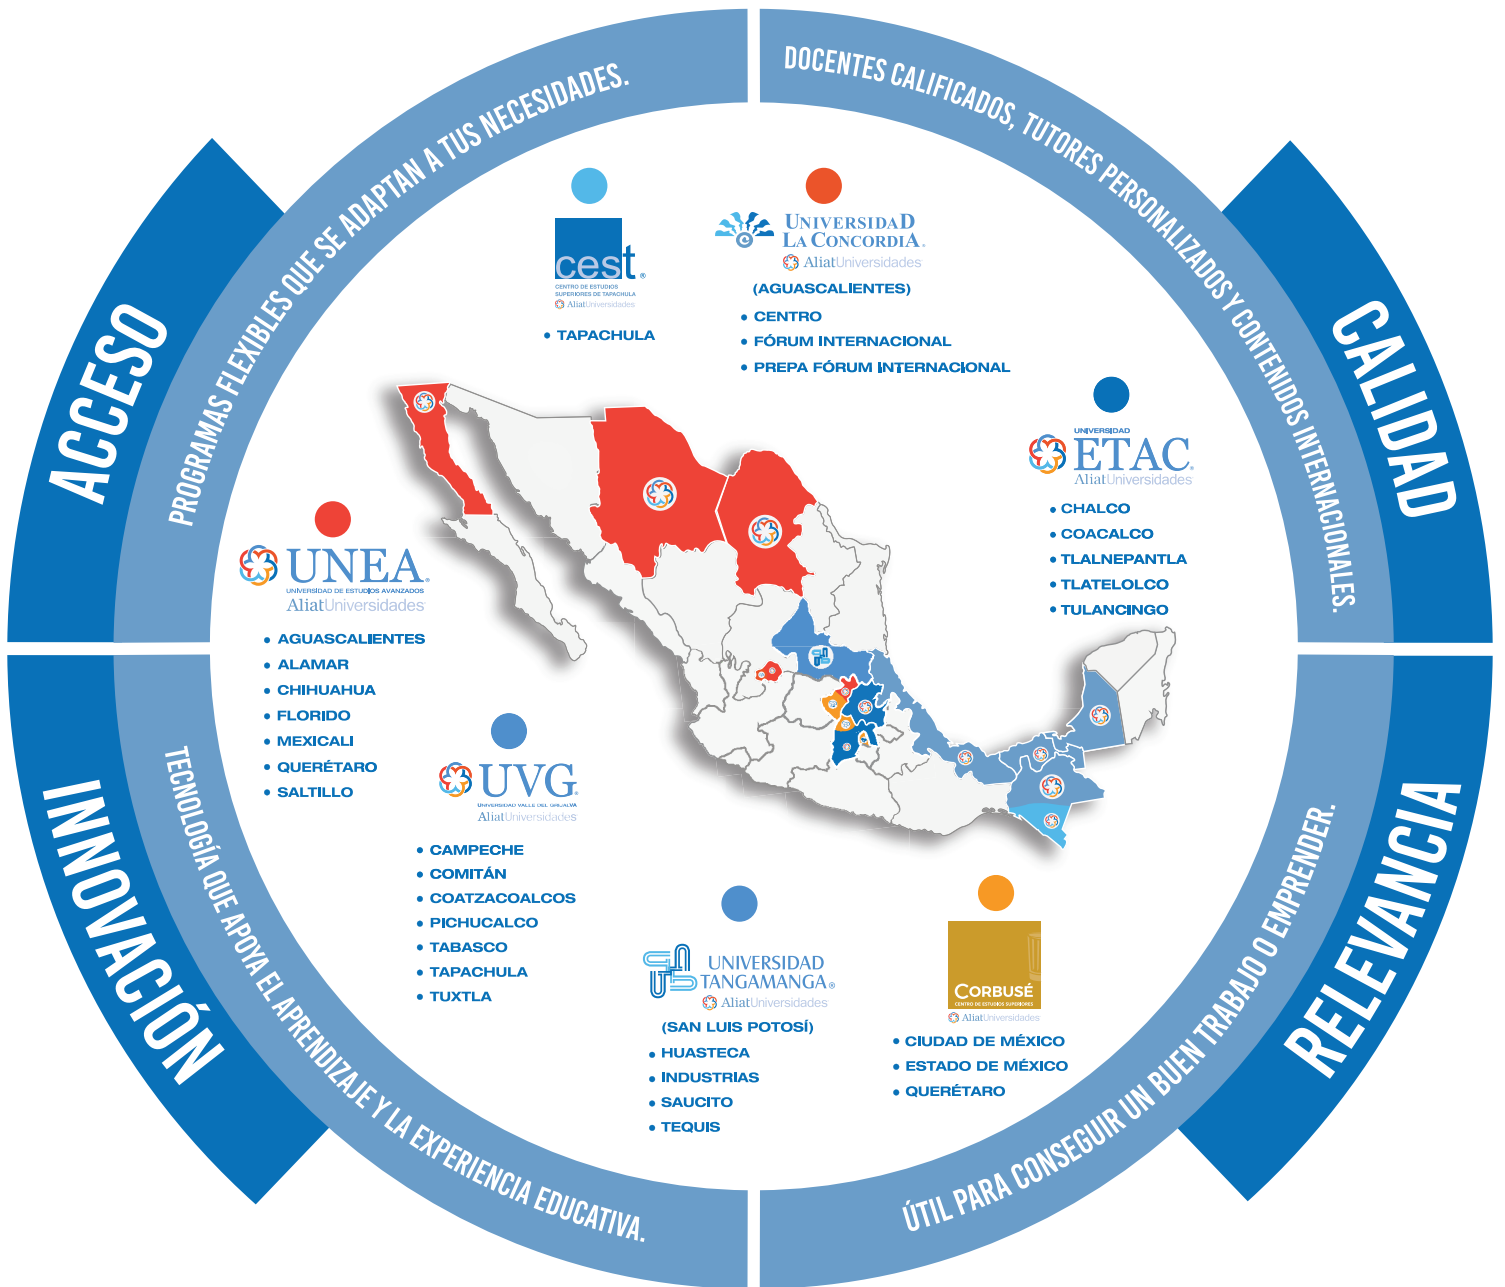 ACCESO
PROGRAMAS FLEXIBLES QUE SE ADAPTAN A TUS NECESIDADES.
CALIDAD
DOCENTES CALIFICADOS, TUTORES PERSONALIZADOS Y CONTENIDOS INTERNACIONALES.
cest®
CENTRO DE ESTUDIOS
SUPERIORES DE TAPACHULA
AliatUniversidades
• TAPACHULA
UNIVERSIDAD
LA CONCORDIA®
AliatUniversidades
(AGUASCALIENTES)
• CENTRO
• FÓRUM INTERNACIONAL
• PREPA FÓRUM INTERNACIONAL
UNIVERSIDAD
ETAC®
AliatUniversidades
• CHALCO
• COACALCO
• TLALNEPANTLA
• TLATELOLCO
• TULANCINGO
UNEA®
UNIVERSIDAD DE ESTUDIOS AVANZADOS
AliatUniversidades
• AGUASCALIENTES
• ALAMAR
• CHIHUAHUA
• FLORIDO
• MEXICALI
• QUERÉTARO
• SALTILLO
UVG®
UNIVERSIDAD VALLE DEL GRIJALVA
AliatUniversidades
• CAMPECHE
• COMITÁN
• COATZACOALCOS
• PICHUCALCO
• TABASCO
• TAPACHULA
• TUXTLA
UNIVERSIDAD
TANGAMANGA®
AliatUniversidades
(SAN LUIS POTOSÍ)
• HUASTECA
• INDUSTRIAS
• SAUCITO
• TEQUIS
CORBUSÉ
CENTRO DE ESTUDIOS SUPERIORES
AliatUniversidades
• CIUDAD DE MÉXICO
• ESTADO DE MÉXICO
• QUERÉTARO
INNOVACIÓN
TECNOLOGÍA QUE APOYA EL APRENDIZAJE Y LA EXPERIENCIA EDUCATIVA.
RELEVANCIA
ÚTIL PARA CONSEGUIR UN BUEN TRABAJO O EMPRENDER.